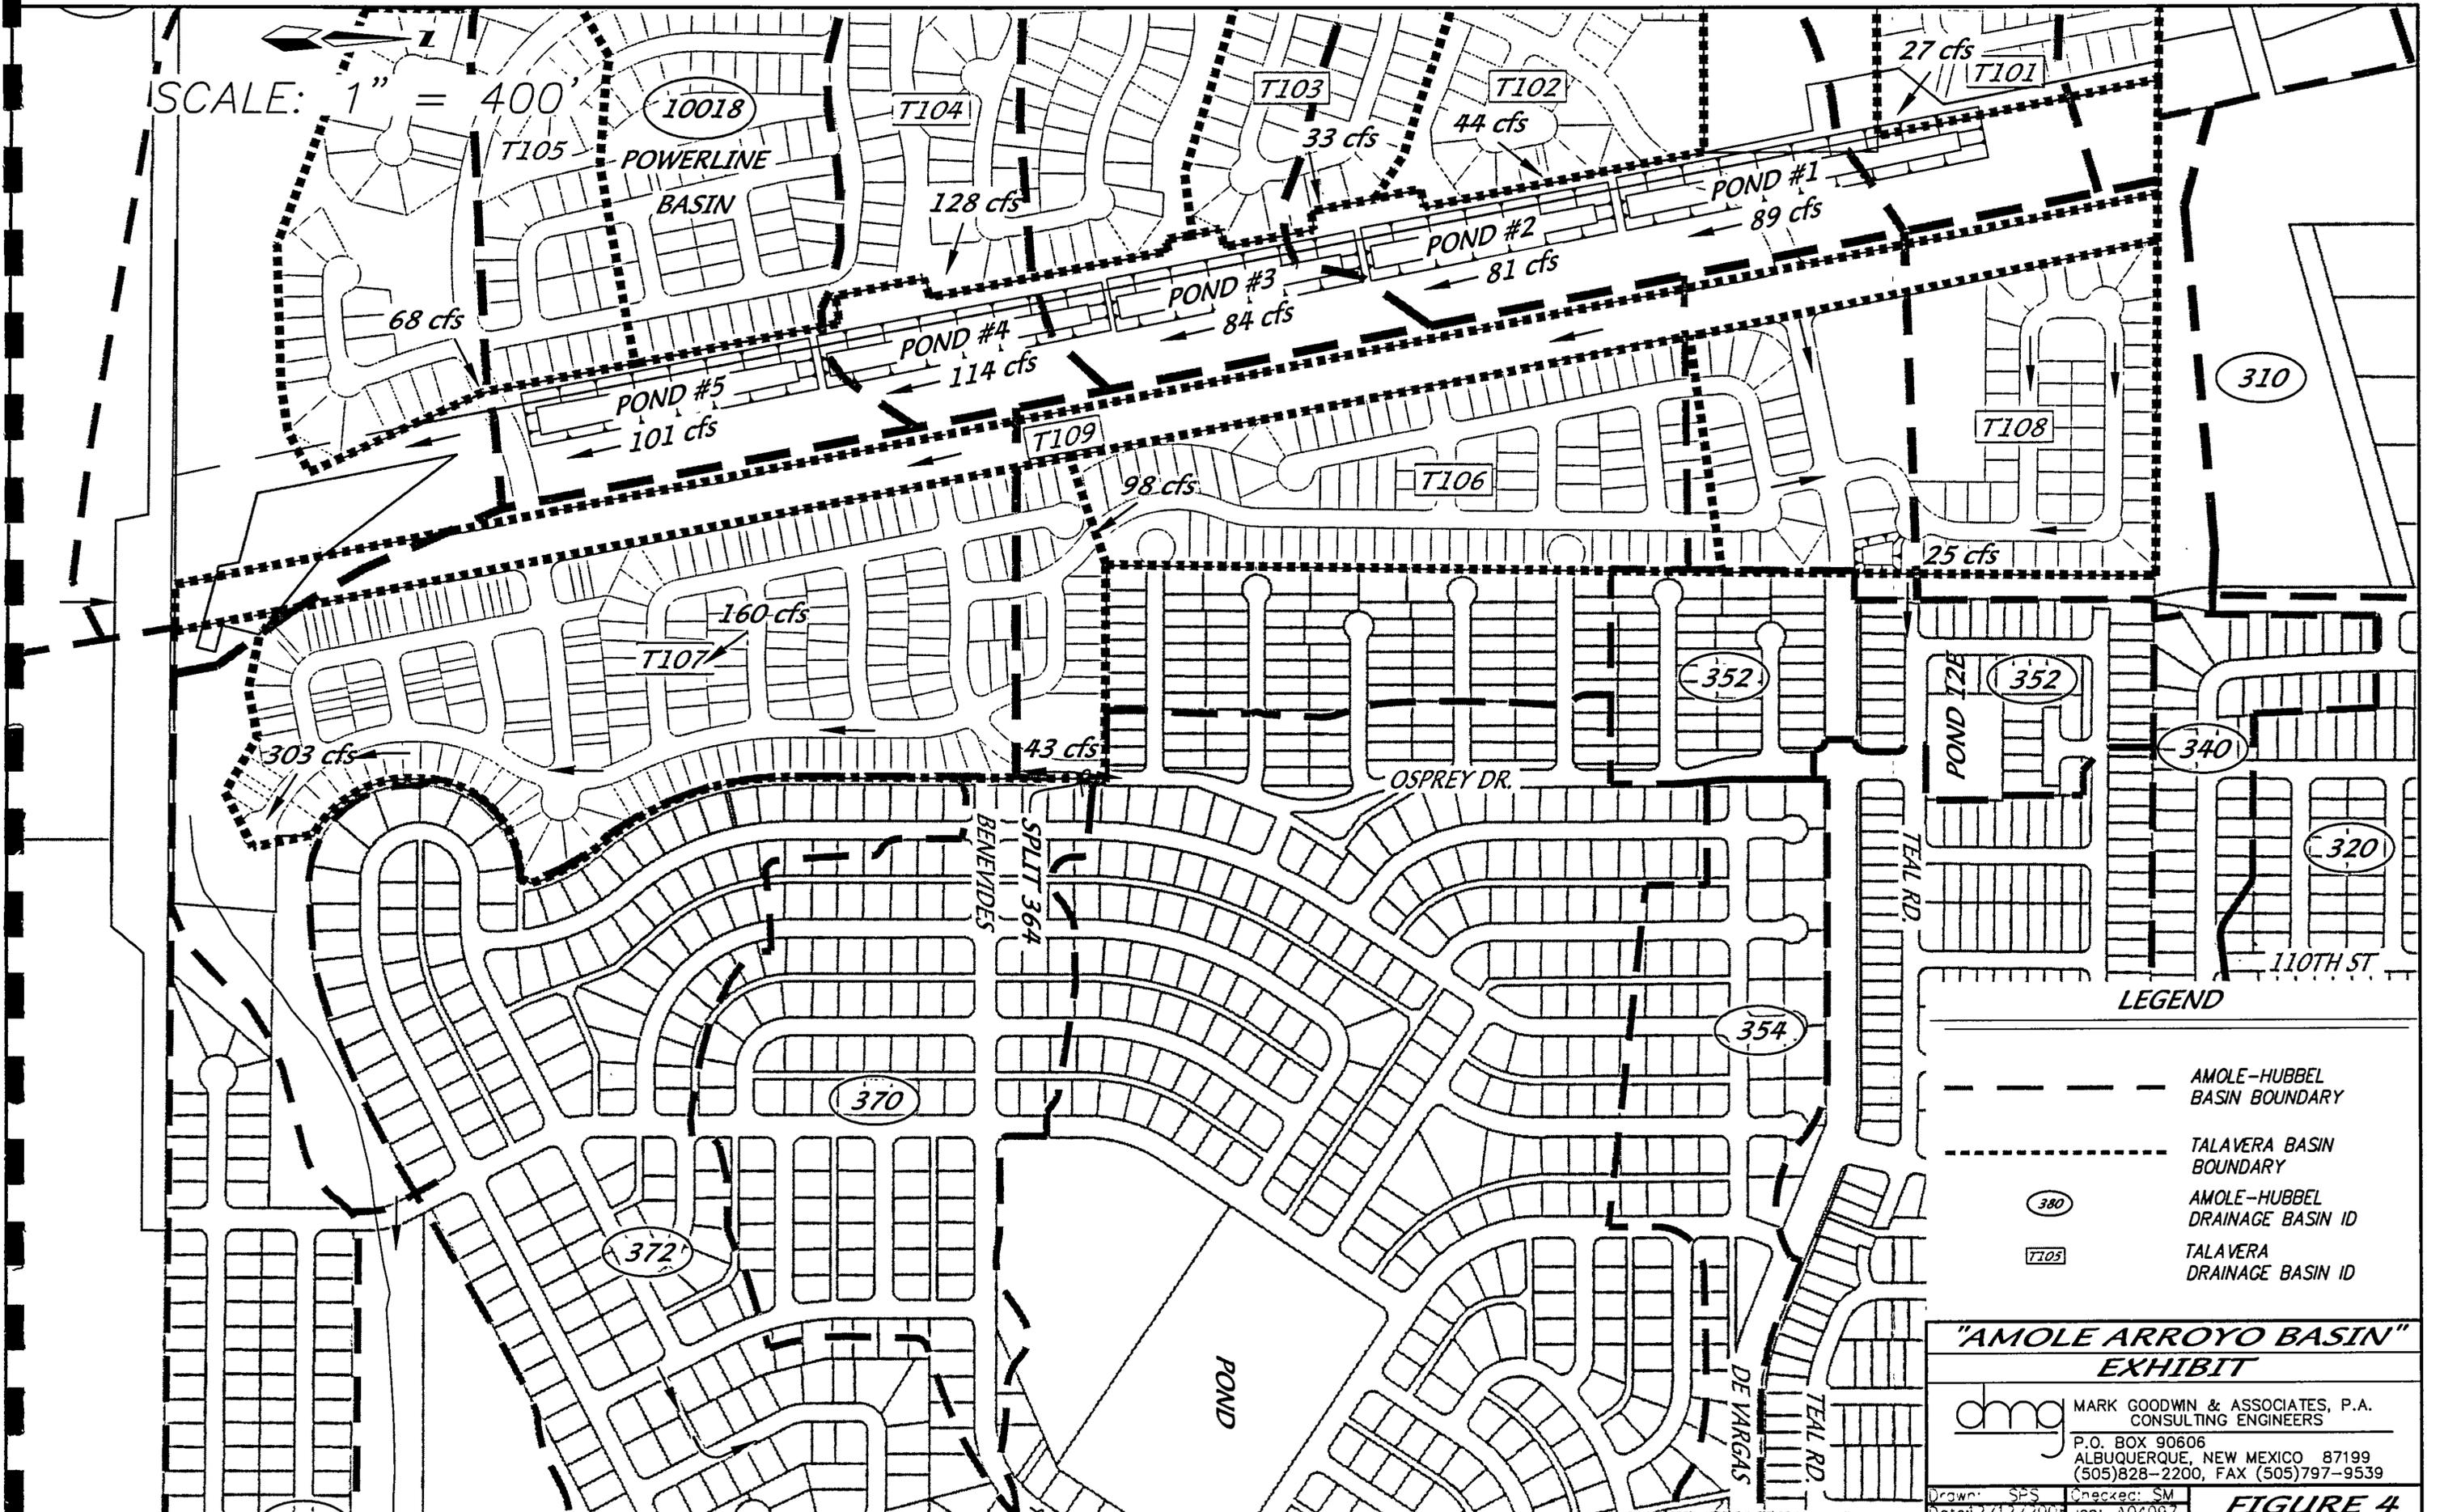 Z
SCALE: 1" = 400'
T105
10018
POWERLINE
BASIN
T104
128 cfs
T103
33 cfs
T102
44 cfs
27 cfs
T101
68 cfs
POND #5
101 cfs
POND #4
114 cfs
POND #3
84 cfs
POND #2
81 cfs
POND #1
89 cfs
310
T109
98 cfs
T106
T108
25 cfs
160 cfs
T107
303 cfs
43 cfs
OSPREY DR.
352
POND 12E
352
340
320
BENEVIDES
SPLIT 364
TEAL RD.
110TH ST
354
370
372
POND
DE VARGAS
TEAL RD.
LEGEND
AMOLE-HUBBEL
BASIN BOUNDARY
TALAVERA BASIN
BOUNDARY
380
AMOLE-HUBBEL
DRAINAGE BASIN ID
T105
TALAVERA
DRAINAGE BASIN ID
"AMOLE ARROYO BASIN"
EXHIBIT
dmg
MARK GOODWIN & ASSOCIATES, P.A.
CONSULTING ENGINEERS
P.O. BOX 90606
ALBUQUERQUE, NEW MEXICO 87199
(505)828-2200, FAX (505)797-9539
Drawn: SPS
Checked: SM
FIGURE 4